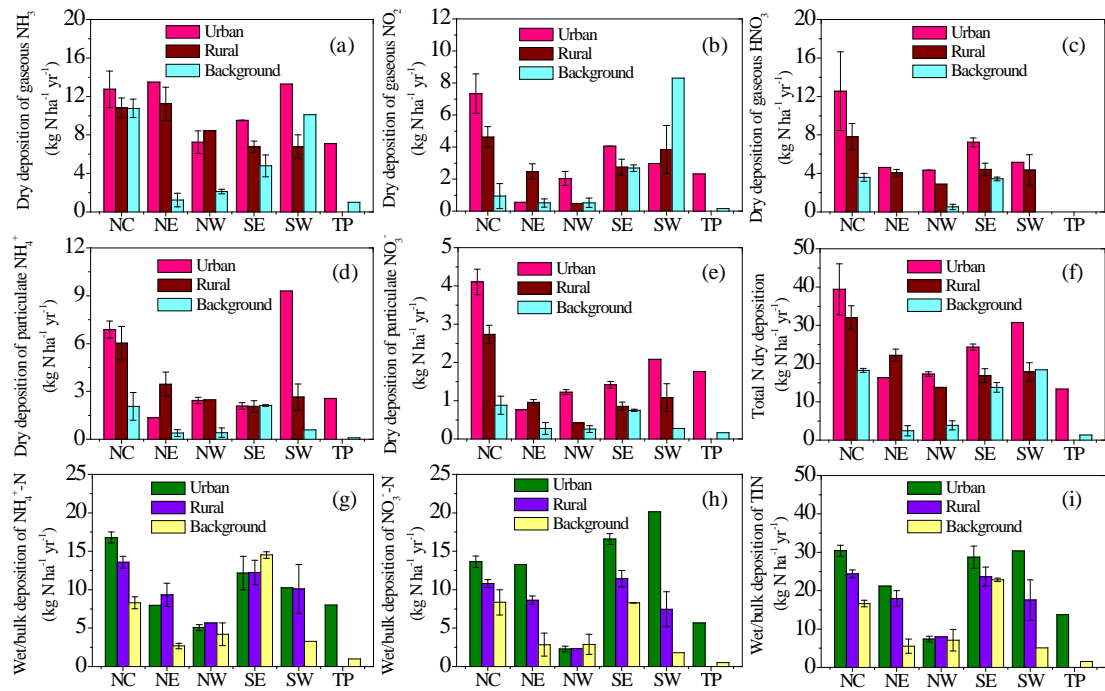 Dry deposition of gaseous NH₃
(kg N ha⁻¹ yr⁻¹)
20
16
12
8
4
0
Urban
Rural
Background
(a)
NC NE NW SE SW TP
Dry deposition of gaseous NO₂
(kg N ha⁻¹ yr⁻¹)
12
10
8
6
4
2
0
Urban
Rural
Background
(b)
NC NE NW SE SW TP
Dry deposition of gaseous HNO₃
(kg N ha⁻¹ yr⁻¹)
20
16
12
8
4
0
Urban
Rural
Background
(c)
NC NE NW SE SW TP
Dry deposition of particulate NH₄⁺
(kg N ha⁻¹ yr⁻¹)
12
9
6
3
0
Urban
Rural
Background
(d)
NC NE NW SE SW TP
Dry deposition of particulate NO₃⁻
(kg N ha⁻¹ yr⁻¹)
5
4
3
2
1
0
Urban
Rural
Background
(e)
NC NE NW SE SW TP
Total N dry deposition
(kg N ha⁻¹ yr⁻¹)
50
40
30
20
10
0
Urban
Rural
Background
(f)
NC NE NW SE SW TP
Wet/bulk deposition of NH₄⁺-N
(kg N ha⁻¹ yr⁻¹)
25
20
15
10
5
0
Urban
Rural
Background
(g)
NC NE NW SE SW TP
Wet/bulk deposition of NO₃⁻-N
(kg N ha⁻¹ yr⁻¹)
25
20
15
10
5
0
Urban
Rural
Background
(h)
NC NE NW SE SW TP
Wet/bulk deposition of TIN
(kg N ha⁻¹ yr⁻¹)
50
40
30
20
10
0
Urban
Rural
Background
(i)
NC NE NW SE SW TP